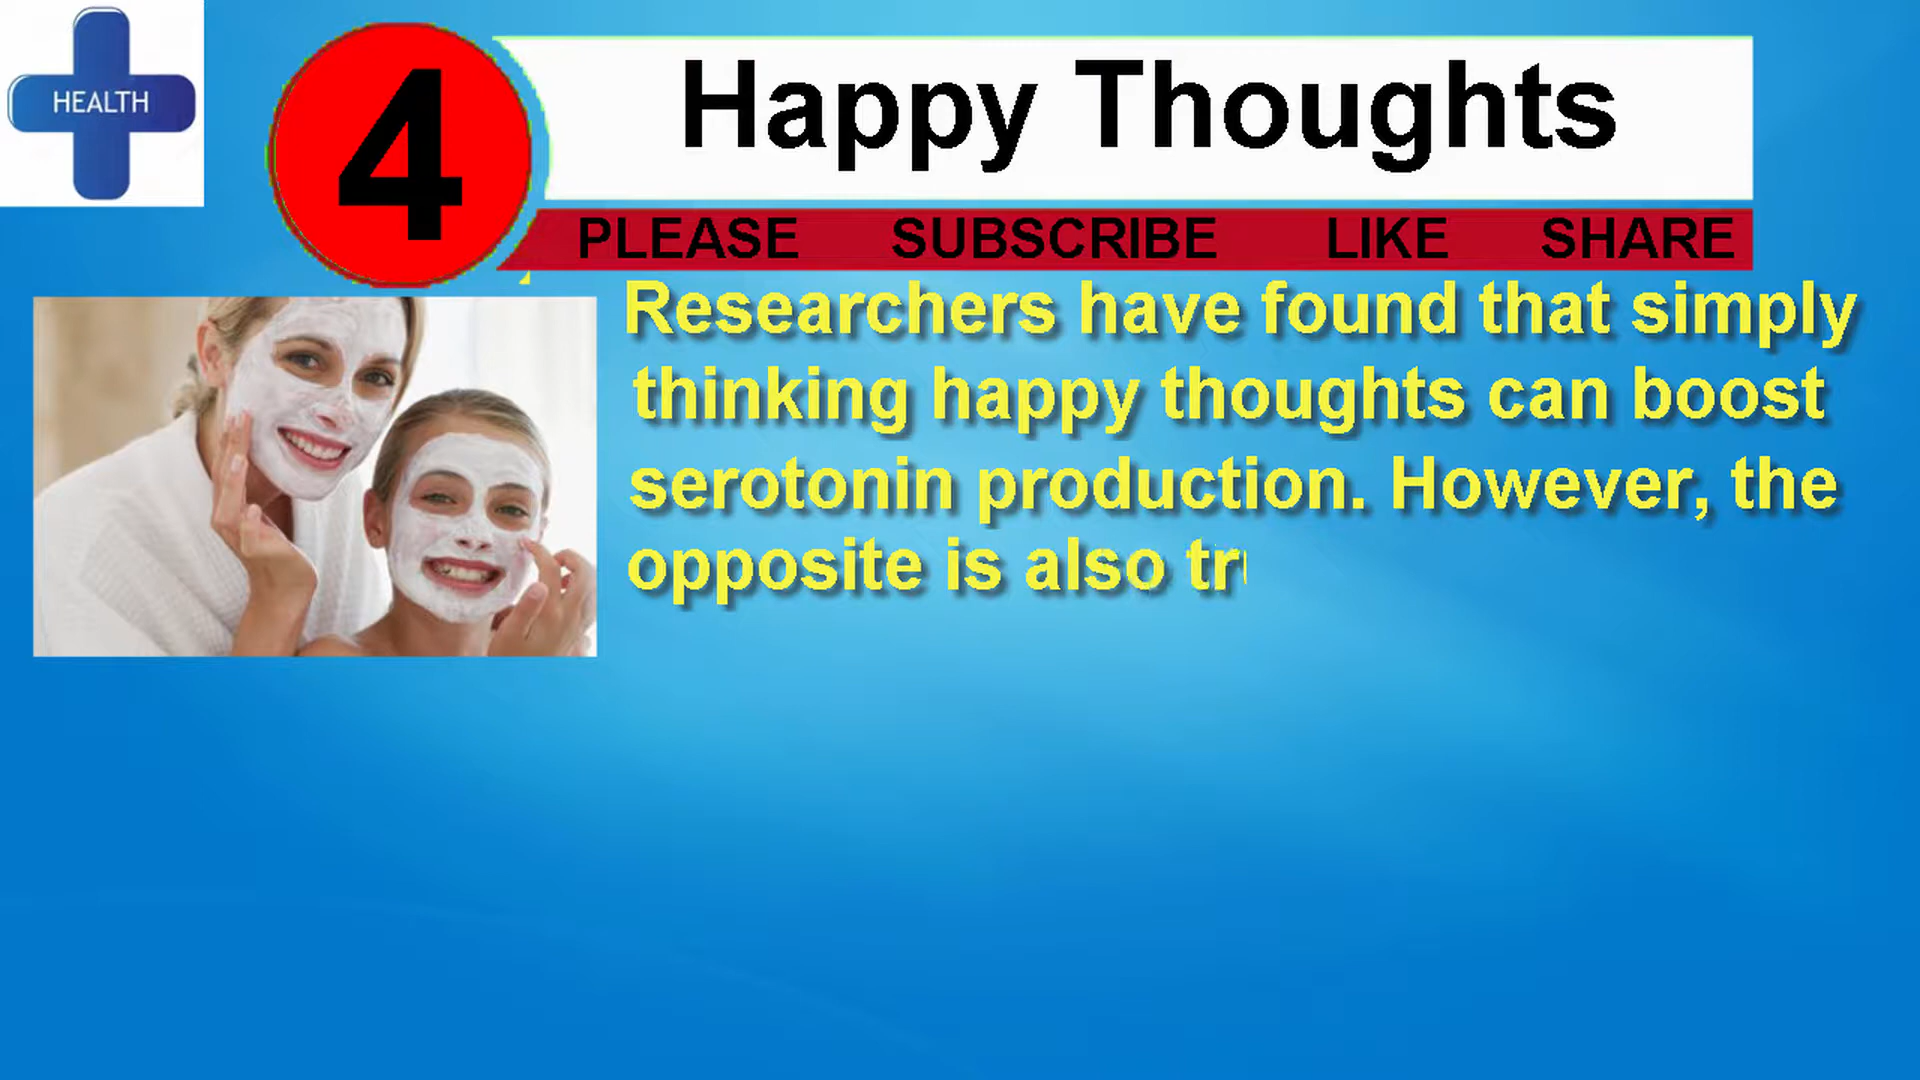 HEALTH
4
Happy Thoughts
PLEASE SUBSCRIBE LIKE SHARE
Researchers have found that simply
thinking happy thoughts can boost
serotonin production. However, the
opposite is also